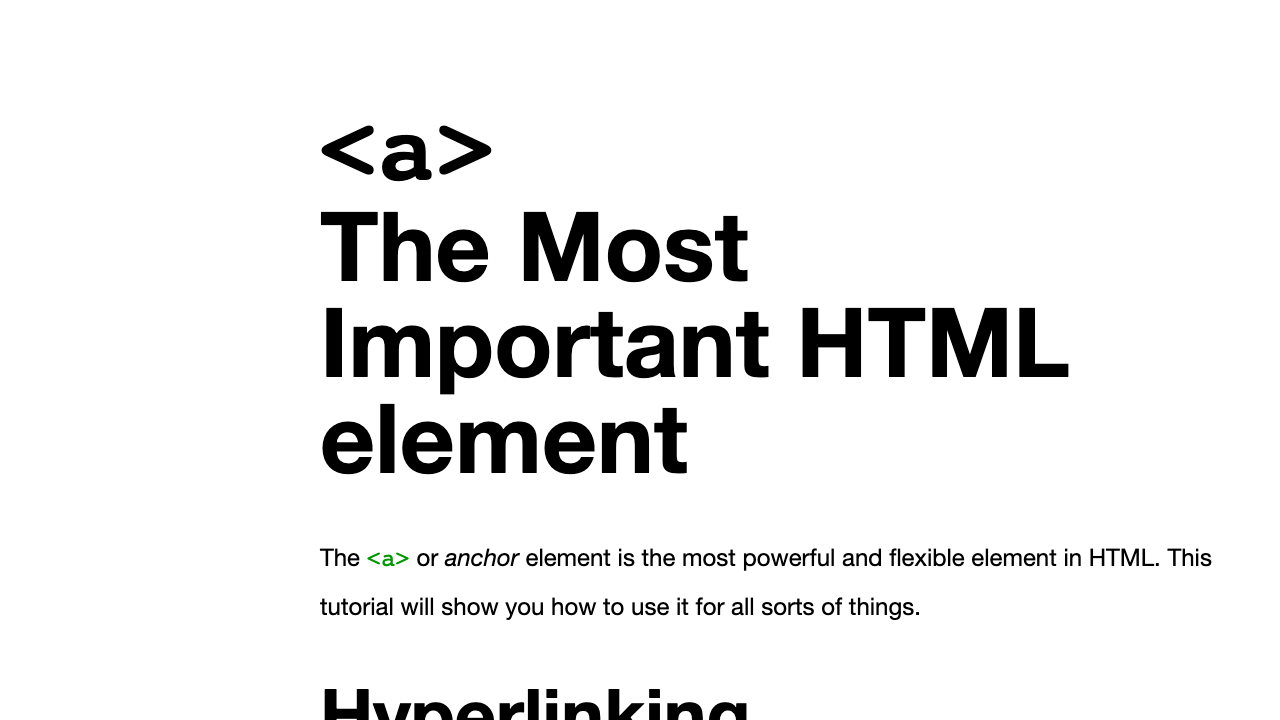 <a>
The Most
Important HTML
element
The <a> or anchor element is the most powerful and flexible element in HTML. This
tutorial will show you how to use it for all sorts of things.
Hyperlinking